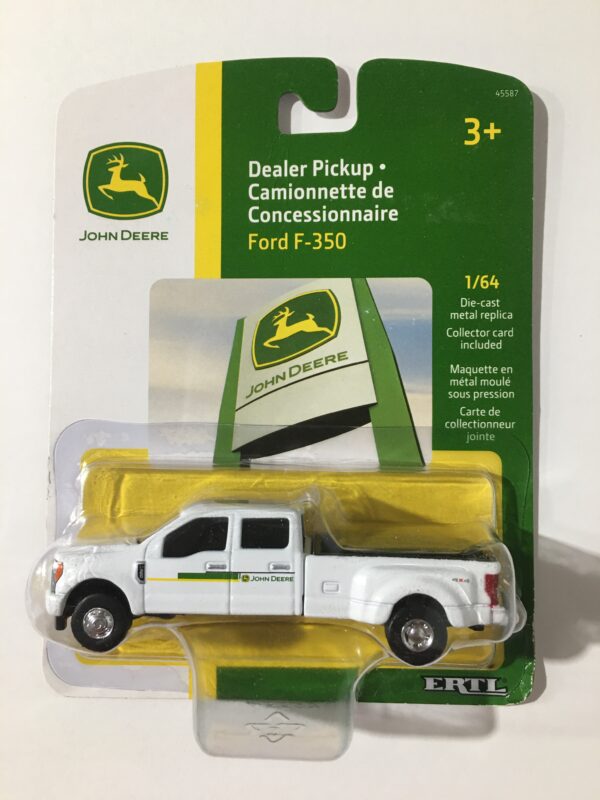 45587
3+
JOHN DEERE
Dealer Pickup •
Camionnette de
Concessionnaire
Ford F-350
JOHN DEERE
1/64
Die-cast
metal replica
Collector card
included
Maquette en
métal moulé
sous pression
Carte de
collectionneur
jointe
JOHN DEERE
4x4
ERTL